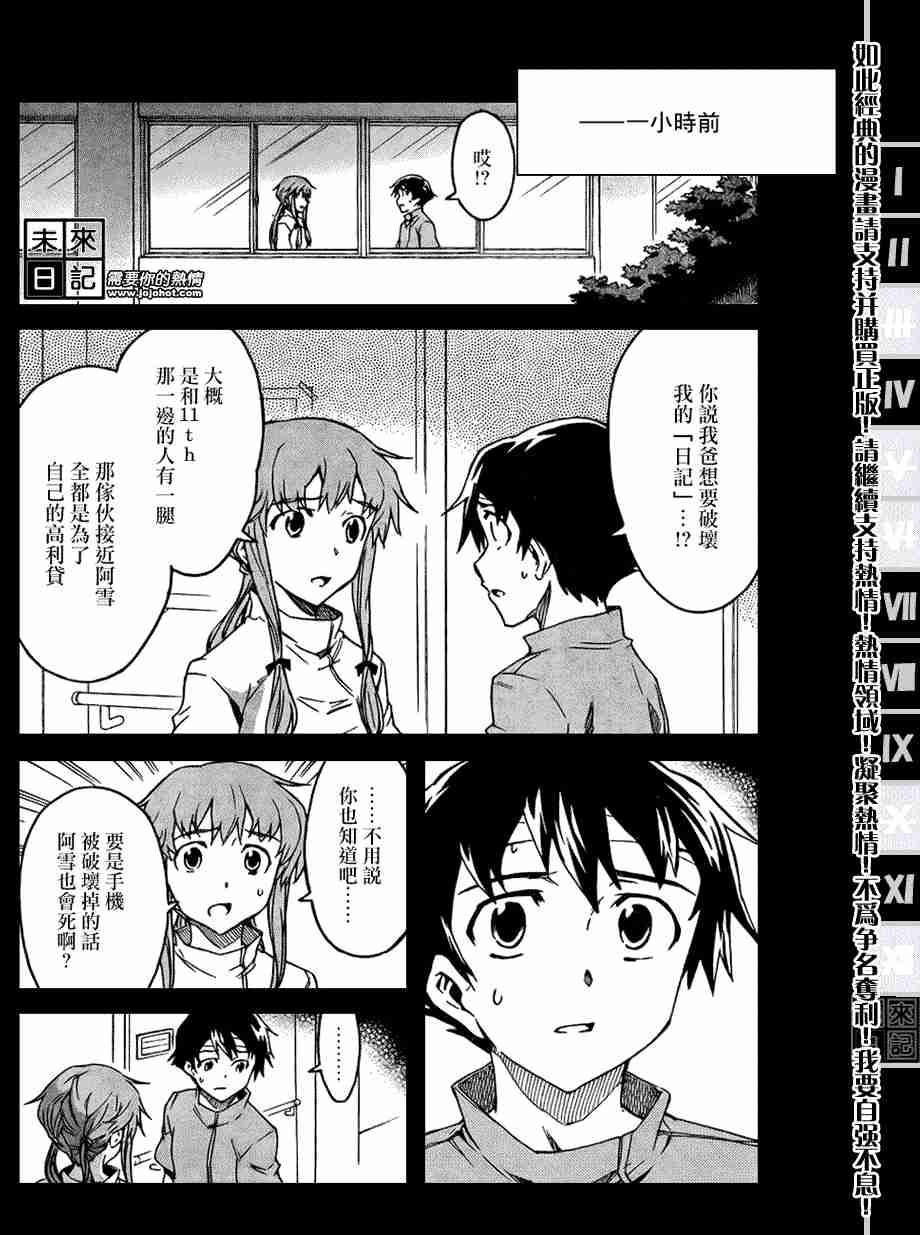 ——一小時前
哎!?
未來
日記
需要你的熱情
www.jojohot.com
你說我爸想要破壞
我的「日記」…!?
大概
是和11th
那一邊的人有一腿
那傢伙接近阿雪
全都是為了
自己的高利貸
……不用說
你也知道吧……
要是手機
被破壞掉的話
阿雪也會死啊？
……
如此經典的漫畫請支持并購買正版！請繼續支持熱情！熱情領域！凝聚熱情！不爲争名奪利！我要自强不息！
I
II
III
IV
V
VI
VII
VIII
IX
X
XI
XII
來
記